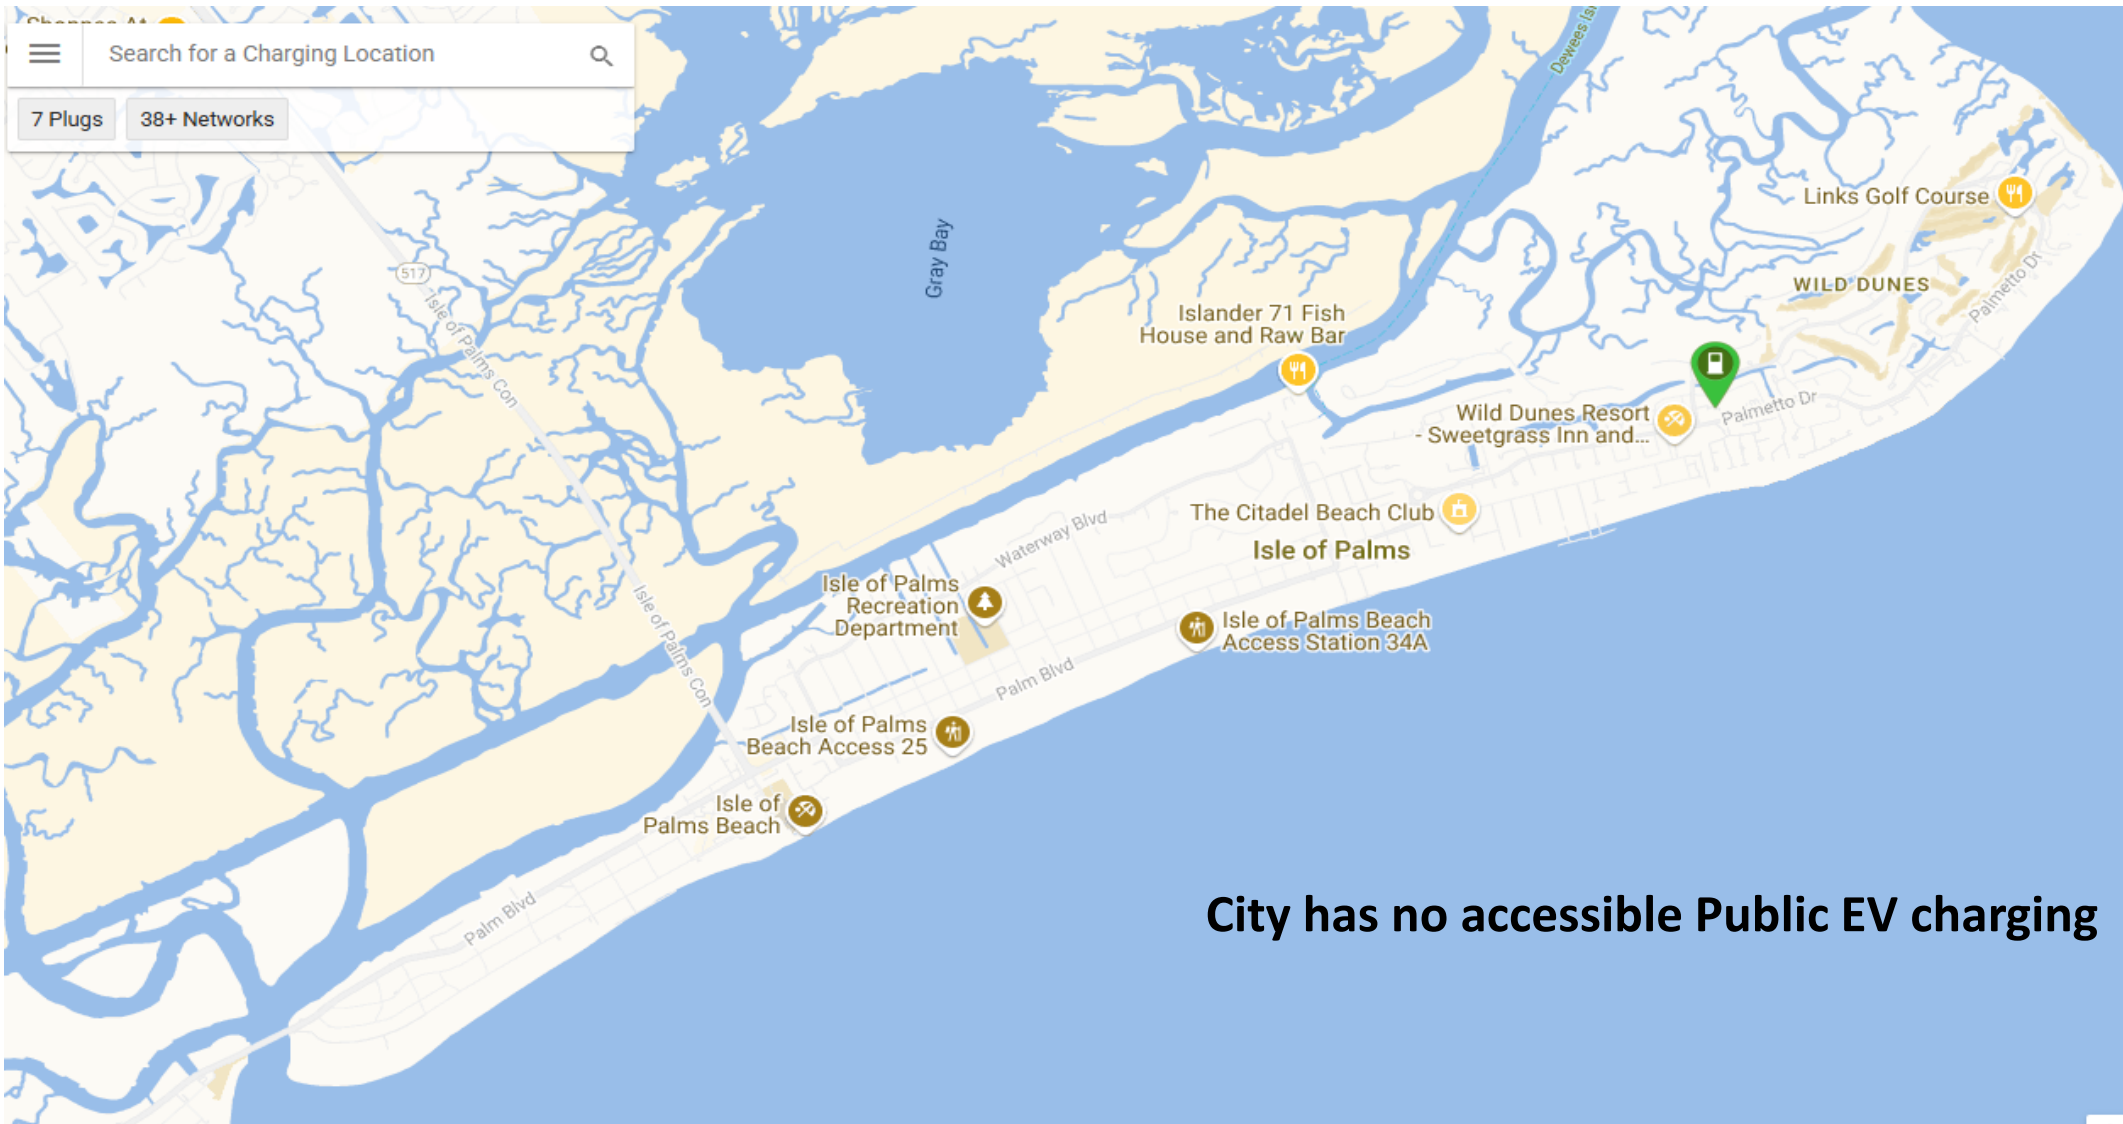 Search for a Charging Location
7 Plugs
38+ Networks
Dewees
Links Golf Course
Gray Bay
517
Isle of Palms Con
WILD DUNES
Palmetto Dr
Islander 71 Fish
House and Raw Bar
Wild Dunes Resort
- Sweetgrass Inn and...
Palmetto Dr
The Citadel Beach Club
Isle of Palms
Waterway Blvd
Isle of Palms
Recreation
Department
Isle of Palms Con
Isle of Palms Beach
Access Station 34A
Palm Blvd
Isle of Palms
Beach Access 25
Isle of
Palms Beach
Palm Blvd
City has no accessible Public EV charging